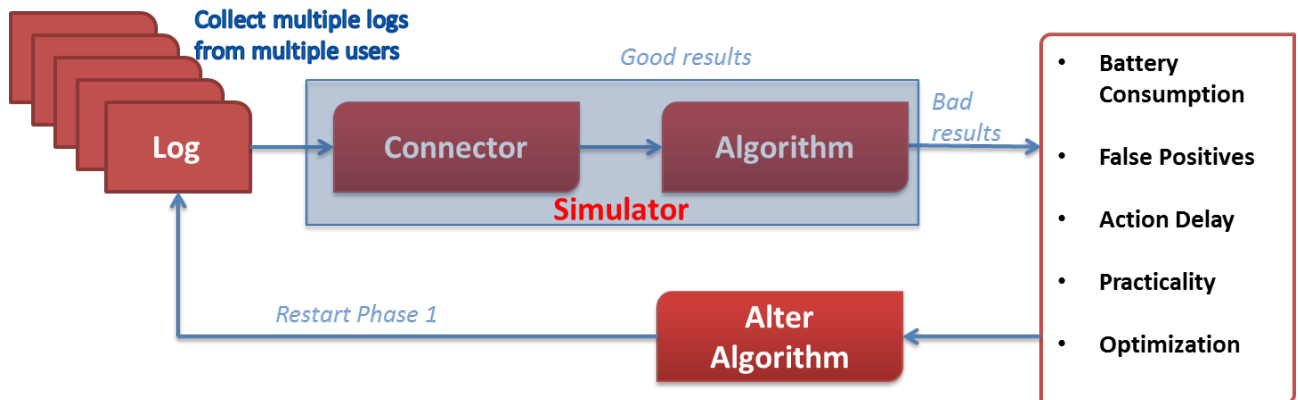 Collect multiple logs
from multiple users
Good results
Log
Connector
Algorithm
Simulator
Bad
results
• Battery
Consumption
• False Positives
• Action Delay
• Practicality
• Optimization
Alter
Algorithm
Restart Phase 1